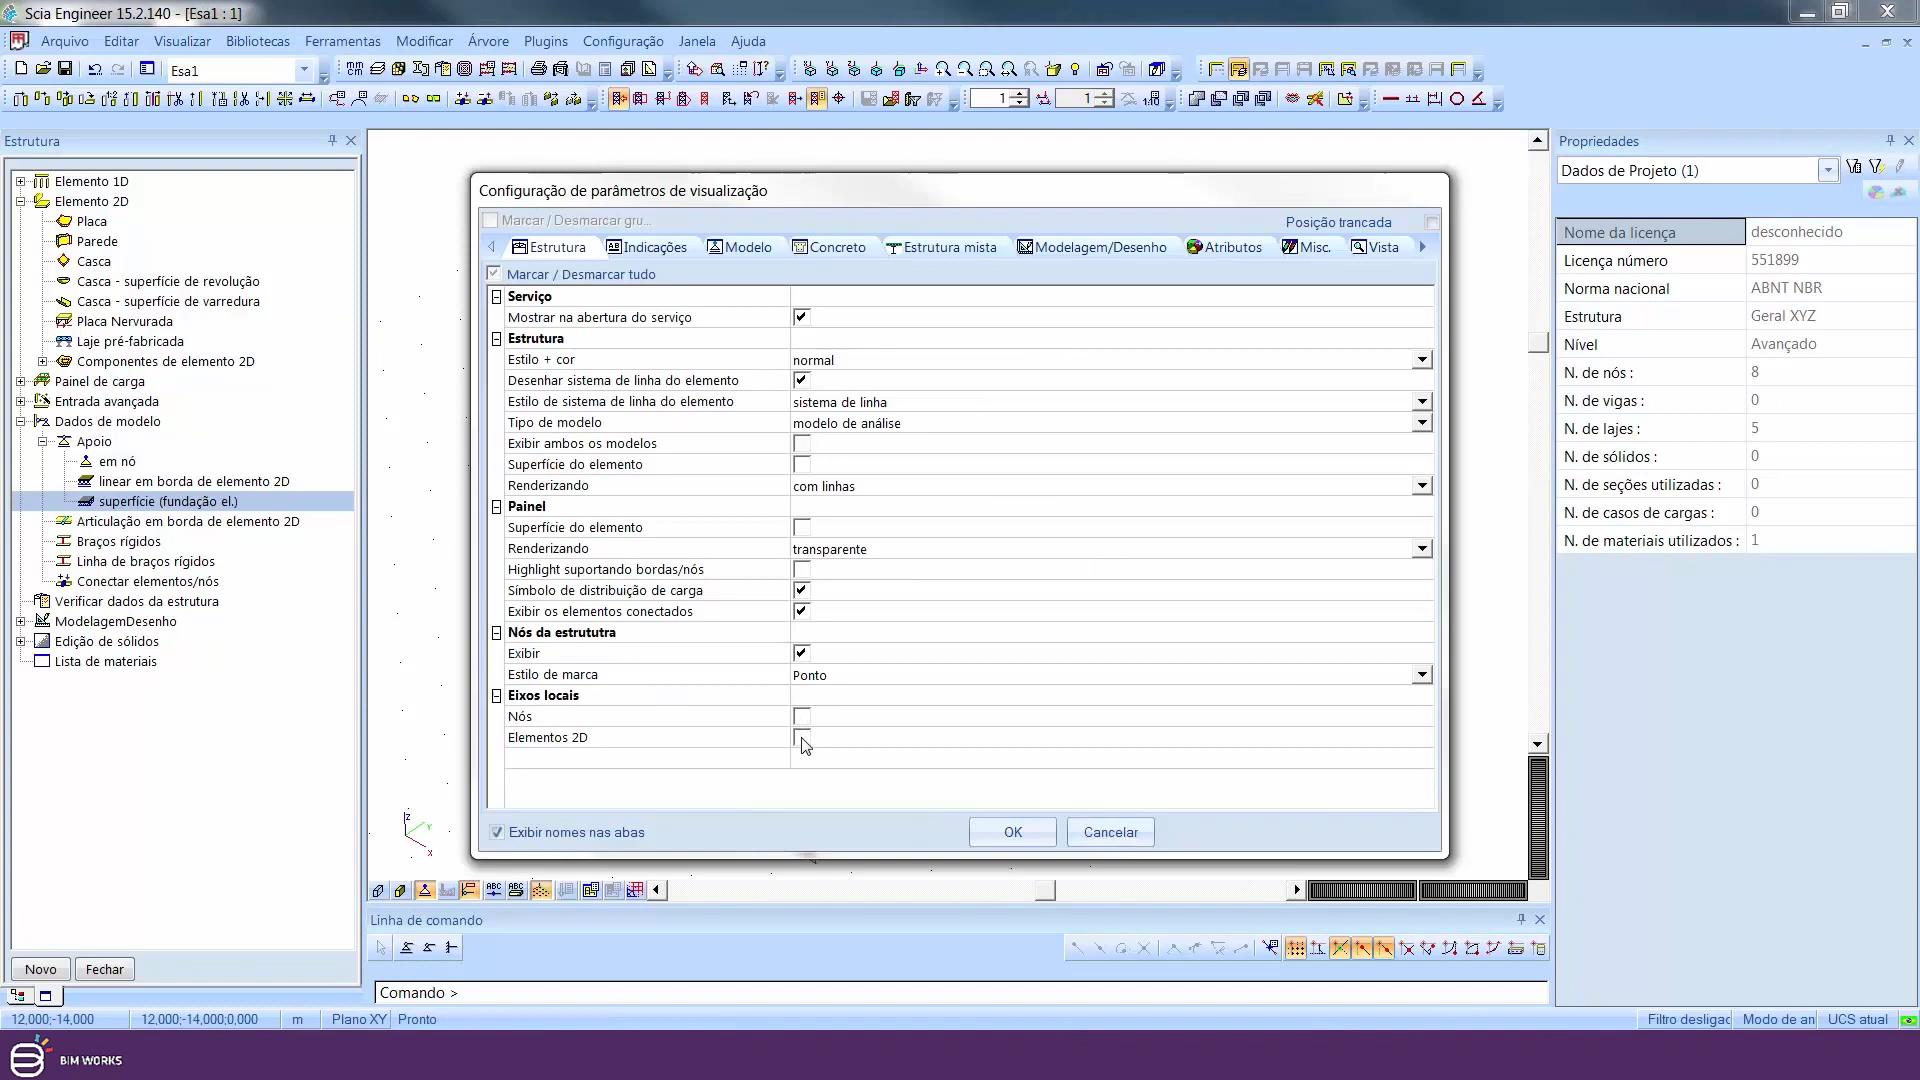 Scia Engineer 15.2.140 - [Esa1 : 1]
Arquivo Editar Visualizar Bibliotecas Ferramentas Modificar Árvore Plugins Configuração Janela Ajuda
Esa1
1 1
Estrutura
Elemento 1D
Elemento 2D
Placa
Parede
Casca
Casca - superfície de revolução
Casca - superfície de varredura
Placa Nervurada
Laje pré-fabricada
Componentes de elemento 2D
Painel de carga
Entrada avançada
Dados de modelo
Apoio
em nó
linear em borda de elemento 2D
superfície (fundação el.)
Articulação em borda de elemento 2D
Braços rígidos
Linha de braços rígidos
Conectar elementos/nós
Verificar dados da estrutura
ModelagemDesenho
Edição de sólidos
Lista de materiais
Novo Fechar
Configuração de parâmetros de visualização
Marcar / Desmarcar gru... Posição trancada
Estrutura Indicações Modelo Concreto Estrutura mista Modelagem/Desenho Atributos Misc. Vista
Marcar / Desmarcar tudo
Serviço
Mostrar na abertura do serviço
Estrutura
Estilo + cor normal
Desenhar sistema de linha do elemento
Estilo de sistema de linha do elemento sistema de linha
Tipo de modelo modelo de análise
Exibir ambos os modelos
Superfície do elemento
Renderizando com linhas
Painel
Superfície do elemento
Renderizando transparente
Highlight suportando bordas/nós
Símbolo de distribuição de carga
Exibir os elementos conectados
Nós da estrututra
Exibir
Estilo de marca Ponto
Eixos locais
Nós
Elementos 2D
Exibir nomes nas abas OK Cancelar
z
Y
x
Linha de comando
Comando >
Propriedades
Dados de Projeto (1)
Nome da licença desconhecido
Licença número 551899
Norma nacional ABNT NBR
Estrutura Geral XYZ
Nível Avançado
N. de nós : 8
N. de vigas : 0
N. de lajes : 5
N. de sólidos : 0
N. de seções utilizadas : 0
N. de casos de cargas : 0
N. de materiais utilizados : 1
12,000;-14,000 12,000;-14,000;0,000 m Plano XY Pronto Filtro desligac Modo de an UCS atual
BIM WORKS